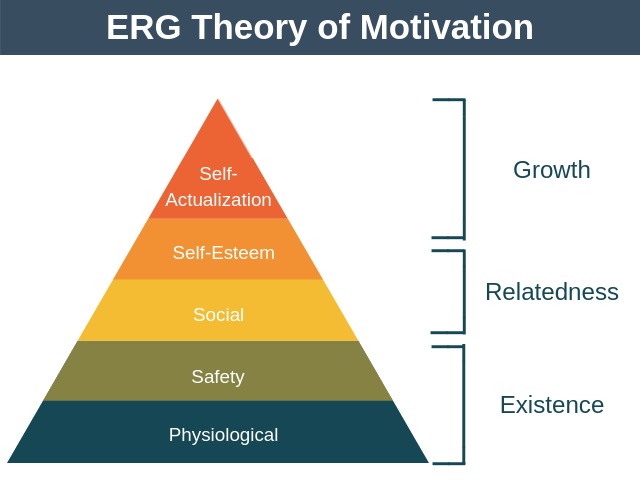 ERG Theory of Motivation
Self-
Actualization
Self-Esteem
Social
Safety
Physiological
Growth
Relatedness
Existence